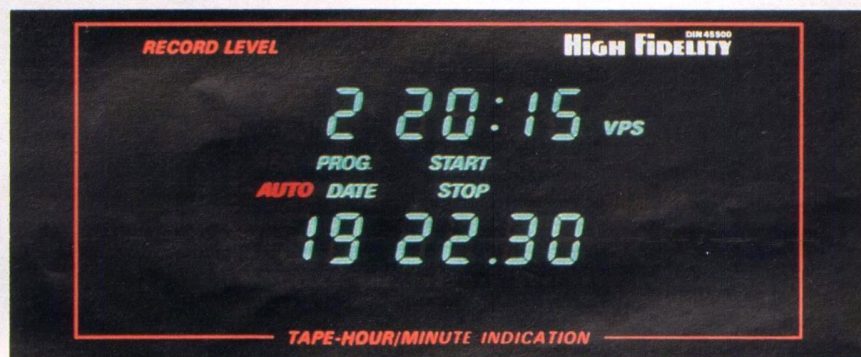 RECORD LEVEL
HIGH FIDELITY DIN 45500
2 20:15 VPS
PROG. START
AUTO DATE STOP
19 22.30
TAPE-HOUR/MINUTE INDICATION